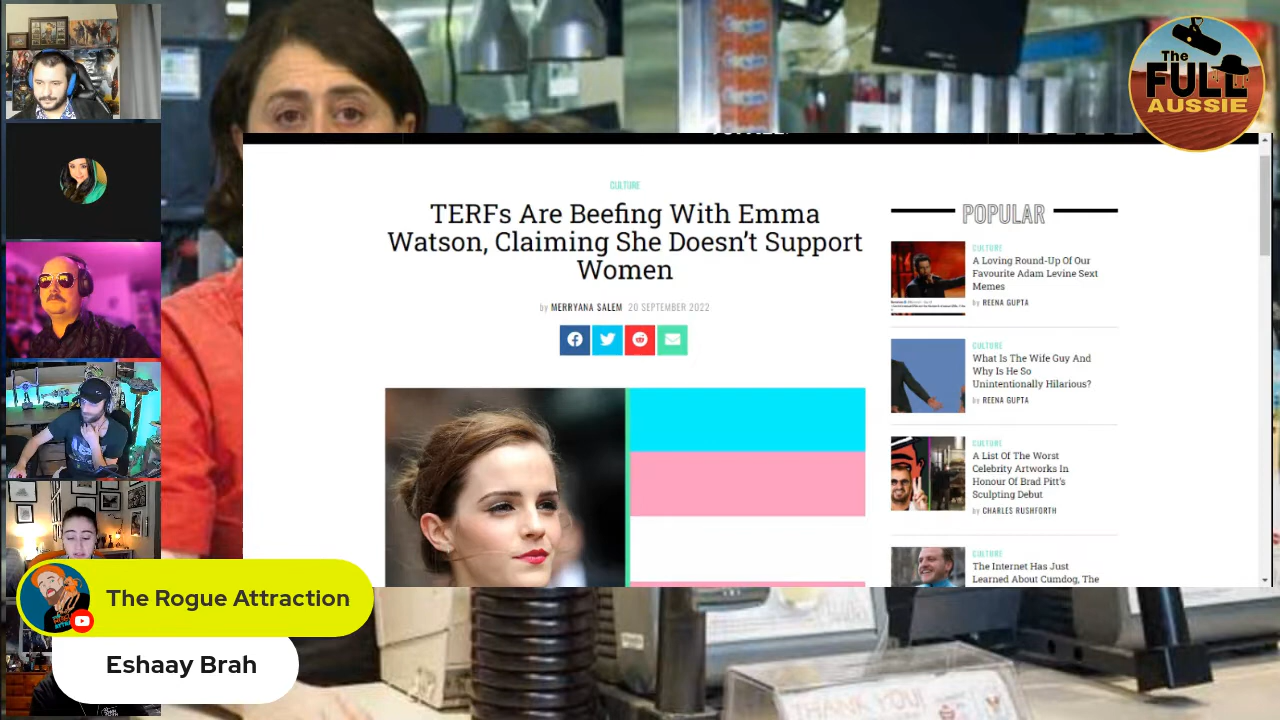 The
FULL
AUSSIE
CULTURE
TERFs Are Beefing With Emma
Watson, Claiming She Doesn't Support
Women
by MERRYANA SALEM 20 SEPTEMBER 2022
POPULAR
CULTURE
A Loving Round-Up Of Our
Favourite Adam Levine Sext
Memes
by REENA GUPTA
CULTURE
What Is The Wife Guy And
Why Is He So
Unintentionally Hilarious?
by REENA GUPTA
CULTURE
A List Of The Worst
Celebrity Artworks In
Honour Of Brad Pitt's
Sculpting Debut
by CHARLES RUSHFORTH
CULTURE
The Internet Has Just
Learned About Cumdog, The
The Rogue Attraction
Eshaay Brah